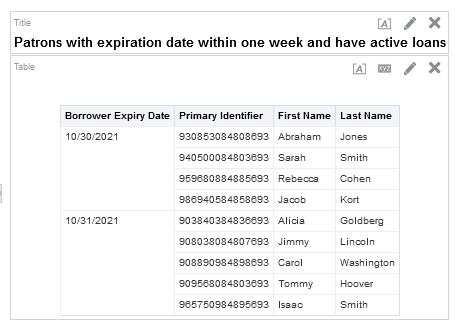 Title
Patrons with expiration date within one week and have active loans
Table
Borrower Expiry Date Primary Identifier First Name Last Name
10/30/2021 930853084808693 Abraham Jones
940500084803693 Sarah Smith
959680884885693 Rebecca Cohen
986940584858693 Jacob Kort
10/31/2021 903840384836693 Alicia Goldberg
908038084807693 Jimmy Lincoln
908890984898693 Carol Washington
909568084803693 Tommy Hoover
965750984895693 Isaac Smith